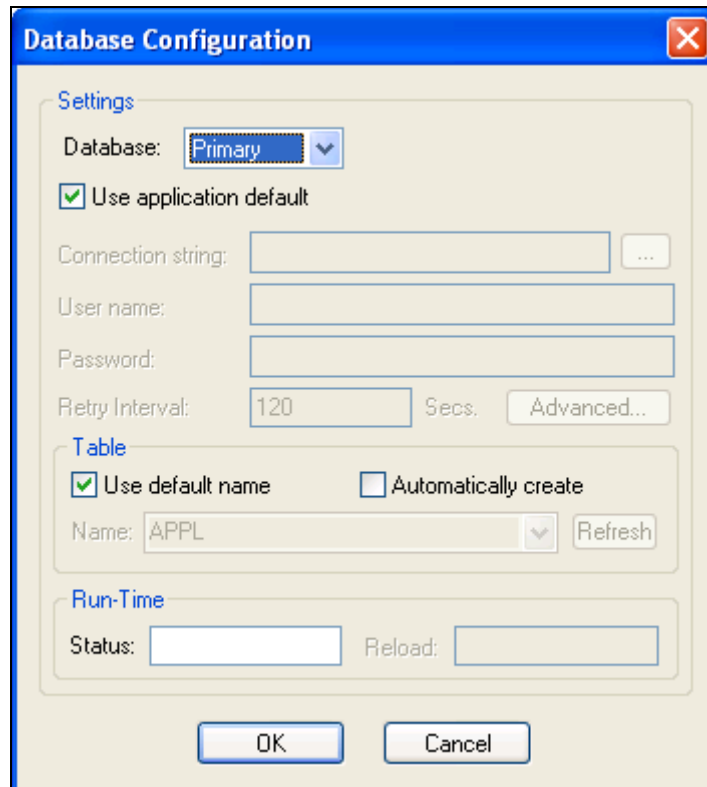 Database Configuration
Settings
Database: Primary
Use application default
Connection string: ...
User name:
Password:
Retry Interval: 120 Secs. Advanced...
Table
Use default name Automatically create
Name: APPL Refresh
Run-Time
Status: Reload:
OK Cancel